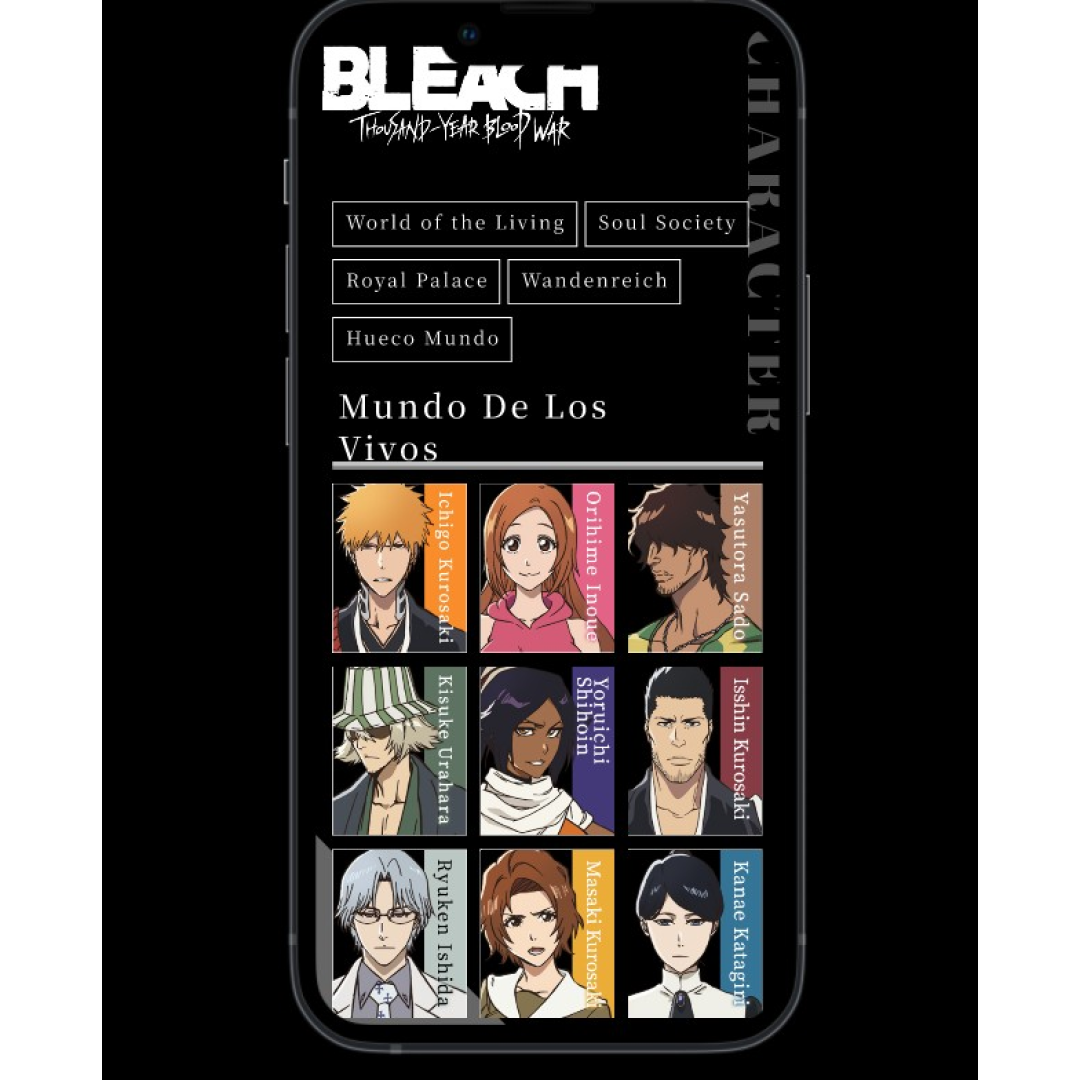 BLEACH
THOUSAND-YEAR BLOOD WAR
CHARACTER
World of the Living
Soul Society
Royal Palace
Wandenreich
Hueco Mundo
Mundo De Los
Vivos
Ichigo Kurosaki
Orihime Inoue
Yasutora Sado
Kisuke Urahara
Yoruichi
Shihoin
Isshin Kurosaki
Ryuken Ishida
Masaki Kurosaki
Kanae Katagiri